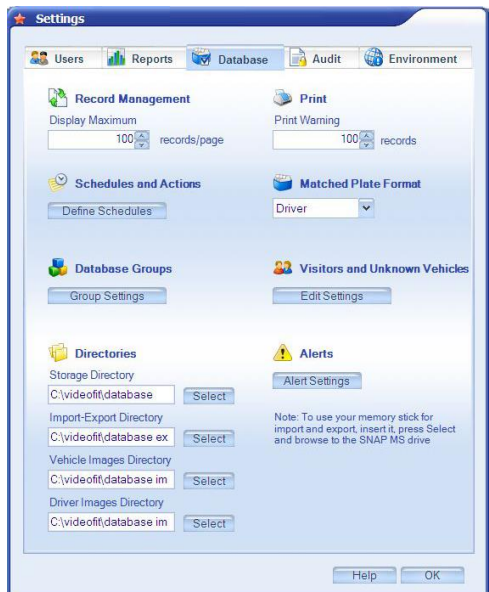 Settings
Users
Reports
Database
Audit
Environment
Record Management
Display Maximum
100
records/page
Print
Print Warning
100
records
Schedules and Actions
Define Schedules
Matched Plate Format
Driver
Database Groups
Group Settings
Visitors and Unknown Vehicles
Edit Settings
Directories
Storage Directory
C:\videofit\database
Select
Import-Export Directory
C:\videofit\database ex
Select
Vehicle Images Directory
C:\videofit\database im
Select
Driver Images Directory
C:\videofit\database im
Select
Alerts
Alert Settings
Note: To use your memory stick for
import and export, insert it, press Select
and browse to the SNAP MS drive
Help
OK